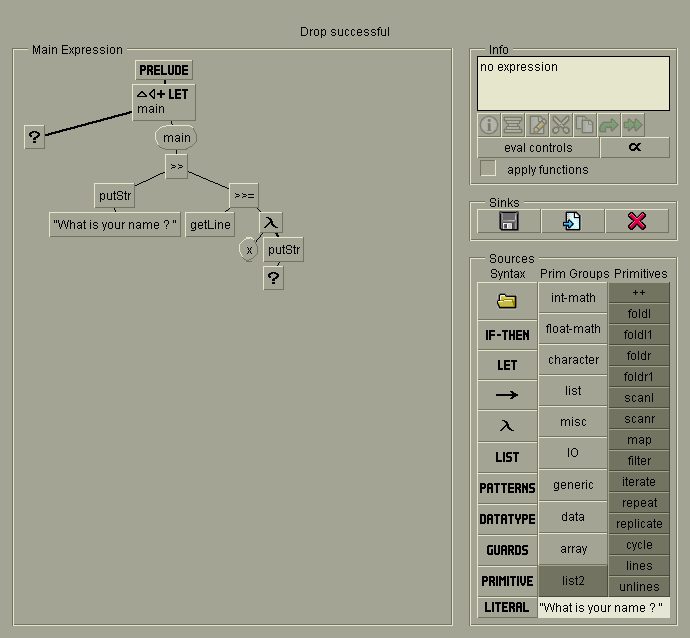 Drop successful
Main Expression
PRELUDE
LET
main
?
main
>>
putStr
>>=
"What is your name ? "
getLine
λ
x
putStr
?
Info
no expression
eval controls
∝
apply functions
Sinks
Sources
Syntax Prim Groups Primitives
IF-THEN
LET
→
λ
LIST
PATTERNS
DATATYPE
GUARDS
PRIMITIVE
int-math
float-math
character
list
misc
IO
generic
data
array
list2
++
foldl
foldl1
foldr
foldr1
scanl
scanr
map
filter
iterate
repeat
replicate
cycle
lines
unlines
LITERAL "What is your name ? "